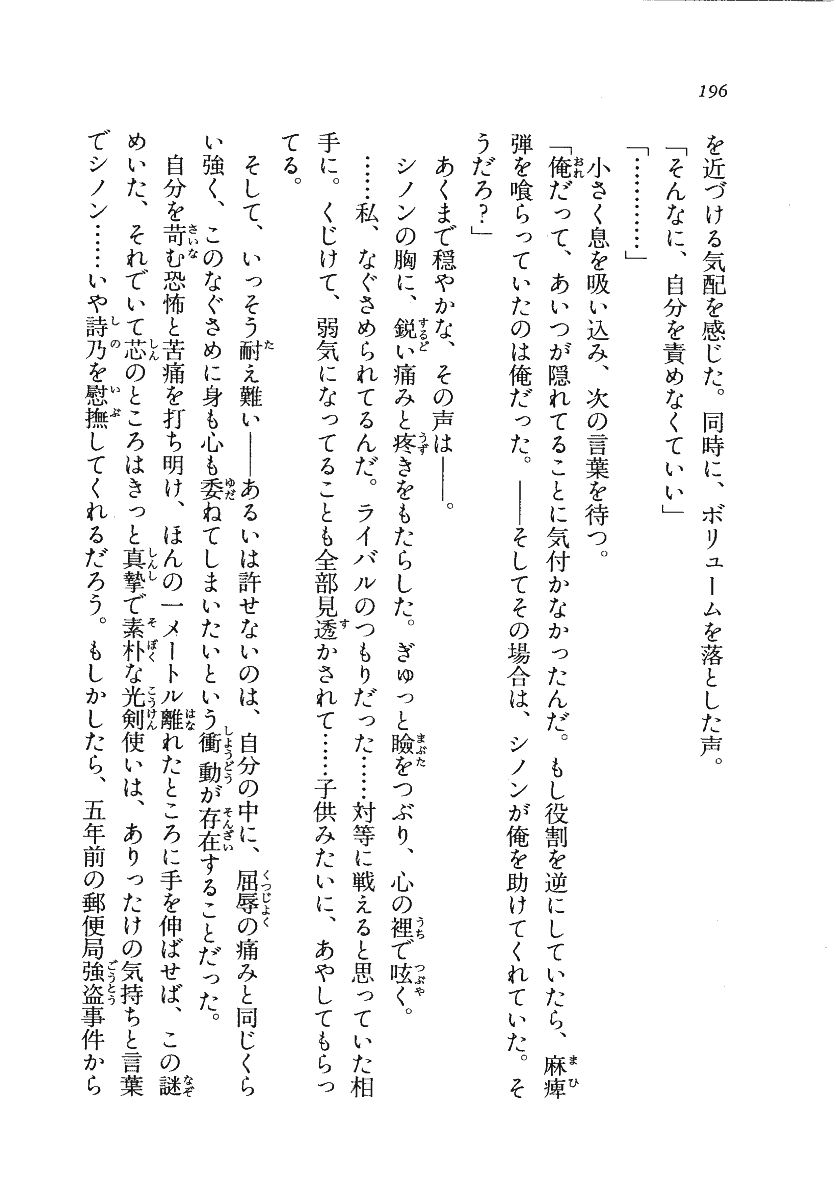 196
を近づける気配を感じた。同時に、ボリュームを落とした声。
「そんなに、自分を責めなくていい」
「…………」
小さく息を吸い込み、次の言葉を待つ。
「俺だって、あいつが隠れてることに気付かなかったんだ。もし役割を逆にしていたら、麻痺
弾を喰らっていたのは俺だった。――そしてその場合は、シノンが俺を助けてくれていた。そ
うだろ？」
あくまで穏やかな、その声は――。
シノンの胸に、鋭い痛みと疼きをもたらした。ぎゅっと瞼をつぶり、心の裡で呟く。
……私、なぐさめられてるんだ。ライバルのつもりだった……対等に戦えると思っていた相
手に。くじけて、弱気になってることも全部見透かされて……子供みたいに、あやしてもらっ
てる。
そして、いっそう耐え難い――あるいは許せないのは、自分の中に、屈辱の痛みと同じくら
い強く、このなぐさめに身も心も委ねてしまいたいという衝動が存在することだった。
自分を苛む恐怖と苦痛を打ち明け、ほんの一メートル離れたところに手を伸ばせば、この謎
めいた、それでいて芯のところはきっと真摯で素朴な光剣使いは、ありったけの気持ちと言葉
でシノン……いや詩乃を慰撫してくれるだろう。もしかしたら、五年前の郵便局強盗事件から